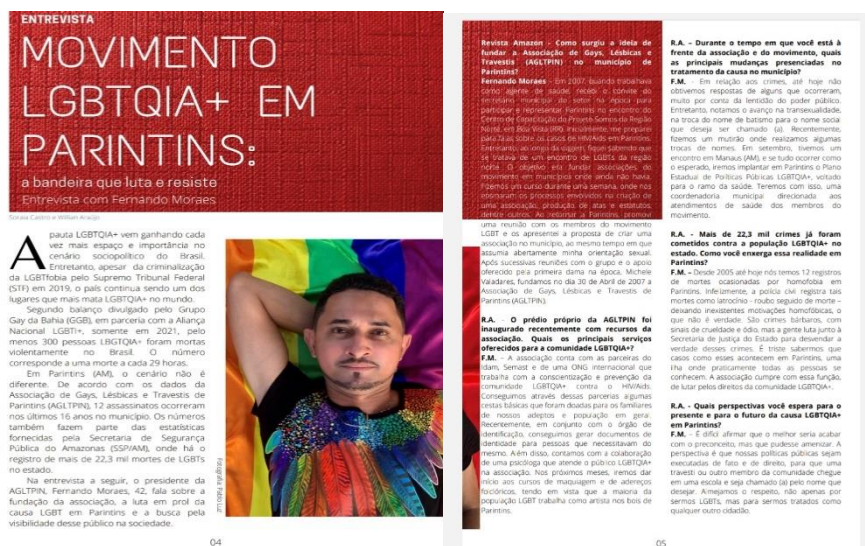 ENTREVISTA
MOVIMENTO
LGBTQIA+ EM
PARINTINS:
a bandeira que luta e resiste
Entrevista com Fernando Moraes
Soraia Castro e Willian Araújo
A pauta LGBTQIA+ vem ganhando cada
vez mais espaço e importância no
cenário sociopolítico do Brasil.
Entretanto, apesar da criminalização
da LGBTfobia pelo Supremo Tribunal Federal
(STF) em 2019, o país continua sendo um dos
lugares que mais mata LGBTQIA+ no mundo.
Segundo balanço divulgado pelo Grupo
Gay da Bahia (GGB), em parceria com a Aliança
Nacional LGBTI+, somente em 2021, pelo
menos 300 pessoas LBGTQIA+ foram mortas
violentamente no Brasil. O número
corresponde a uma morte a cada 29 horas.
Em Parintins (AM), o cenário não é
diferente. De acordo com os dados da
Associação de Gays, Lésbicas e Travestis de
Parintins (AGLTPIN), 12 assassinatos ocorreram
nos últimos 16 anos no município. Os números
também fazem parte das estatísticas
fornecidas pela Secretaria de Segurança
Pública do Amazonas (SSP/AM), onde há o
registro de mais de 22,3 mil mortes de LGBTs
no estado.
Na entrevista a seguir, o presidente da
AGLTPIN, Fernando Moraes, 42, fala sobre a
fundação da associação, a luta em prol da
causa LGBT em Parintins e a busca pela
visibilidade desse público na sociedade.
Fotografia: Fábio Luz
04
Revista Amazon - Como surgiu a ideia de
fundar a Associação de Gays, Lésbicas e
Travestis (AGLTPIN) no município de
Parintins?
Fernando Moraes - Em 2007, quando trabalhava
como agente de saúde, recebi o convite do
secretário municipal do setor na época para
participar e representar Parintins no encontro do
Centro de Capacitação do Projeto Somos da Região
Norte, em Boa Vista (RR). Inicialmente, me preparei
para falar sobre os casos de HIV/Aids em Parintins.
Entretanto, ao longo da viagem, fiquei sabendo que
se tratava de um encontro de LGBTs da região
norte. O objetivo era fundar associações do
movimento em municípios onde ainda não havia.
Fizemos um curso durante uma semana, onde nos
ensinaram os processos envolvidos na criação de
uma associação, produção de atas e estatutos,
dentre outros. Ao retornar a Parintins, promovi
uma reunião com os membros do movimento
LGBT e os apresentei a proposta de criar uma
associação no município, ao mesmo tempo em que
assumia abertamente minha orientação sexual.
Após sucessivas reuniões com o grupo e o apoio
oferecido pela primeira dama na época, Michele
Valadares, fundamos no dia 30 de Abril de 2007 a
Associação de Gays, Lésbicas e Travestis de
Parintins (AGLTPIN).
R.A. - O prédio próprio da AGLTPIN foi
inaugurado recentemente com recursos da
associação. Quais os principais serviços
oferecidos para a comunidade LGBTQIA+?
F.M. - A associação conta com as parceiras do
Idam, Semast e de uma ONG internacional que
trabalha com a conscientização e prevenção da
comunidade LGBTQIA+ contra o HIV/Aids.
Conseguimos através dessas parcerias algumas
cestas básicas que foram doadas para os familiares
de nossos adeptos e população em geral.
Recentemente, em conjunto com o órgão de
identificação, conseguimos gerar documentos de
identidade para pessoas que necessitavam do
mesmo. Além disso, contamos com a colaboração
de uma psicóloga que atende o público LGBTQIA+
na associação. Nos próximos meses, iremos dar
início aos cursos de maquiagem e de adereços
folclóricos, tendo em vista que a maioria da
população LGBT trabalha como artista nos bois de
Parintins.
R.A. - Durante o tempo em que você está à
frente da associação e do movimento, quais
as principais mudanças presenciadas no
tratamento da causa no município?
F.M. - Em relação aos crimes, até hoje não
obtivemos respostas de alguns que ocorreram,
muito por conta da lentidão do poder público.
Entretanto, notamos o avanço na transexualidade,
na troca do nome de batismo para o nome social
que deseja ser chamado (a). Recentemente,
fizemos um mutirão onde realizamos algumas
trocas de nomes. Em setembro, tivemos um
encontro em Manaus (AM), e se tudo ocorrer como
o esperado, iremos implantar em Parintins o Plano
Estadual de Políticas Públicas LGBTQIA+, voltado
para o ramo da saúde. Teremos com isso, uma
coordenadoria municipal direcionada aos
atendimentos de saúde dos membros do
movimento.
R.A. - Mais de 22,3 mil crimes já foram
cometidos contra a população LGBTQIA+ no
estado. Como você enxerga essa realidade em
Parintins?
F.M. - Desde 2005 até hoje nós temos 12 registros
de mortes ocasionadas por homofobia em
Parintins. Infelizmente, a polícia civil registra tais
mortes como latrocínio - roubo seguido de morte -
deixando inexistentes motivações homofóbicas, o
que não é verdade. São crimes bárbaros, com
sinais de crueldade e ódio, mas a gente luta junto à
Secretaria de Justiça do Estado para desvendar a
verdade desses crimes. É triste sabermos que
casos como esses acontecem em Parintins, uma
ilha onde praticamente todas as pessoas se
conhecem. A associação cumpre com essa função,
de lutar pelos direitos da comunidade LGBTQIA+.
R.A. - Quais perspectivas você espera para o
presente e para o futuro da causa LGBTQIA+
em Parintins?
F.M. - É difícil afirmar que o melhor seria acabar
com o preconceito, mas que pudesse amenizar. A
perspectiva é que nossas políticas públicas sejam
executadas de fato e de direito, para que uma
travesti ou outro membro da comunidade chegue
em uma escola e seja chamado (a) pelo nome que
desejar. Almejamos o respeito, não apenas por
sermos LGBTs, mas para sermos tratados como
qualquer outro cidadão.
05